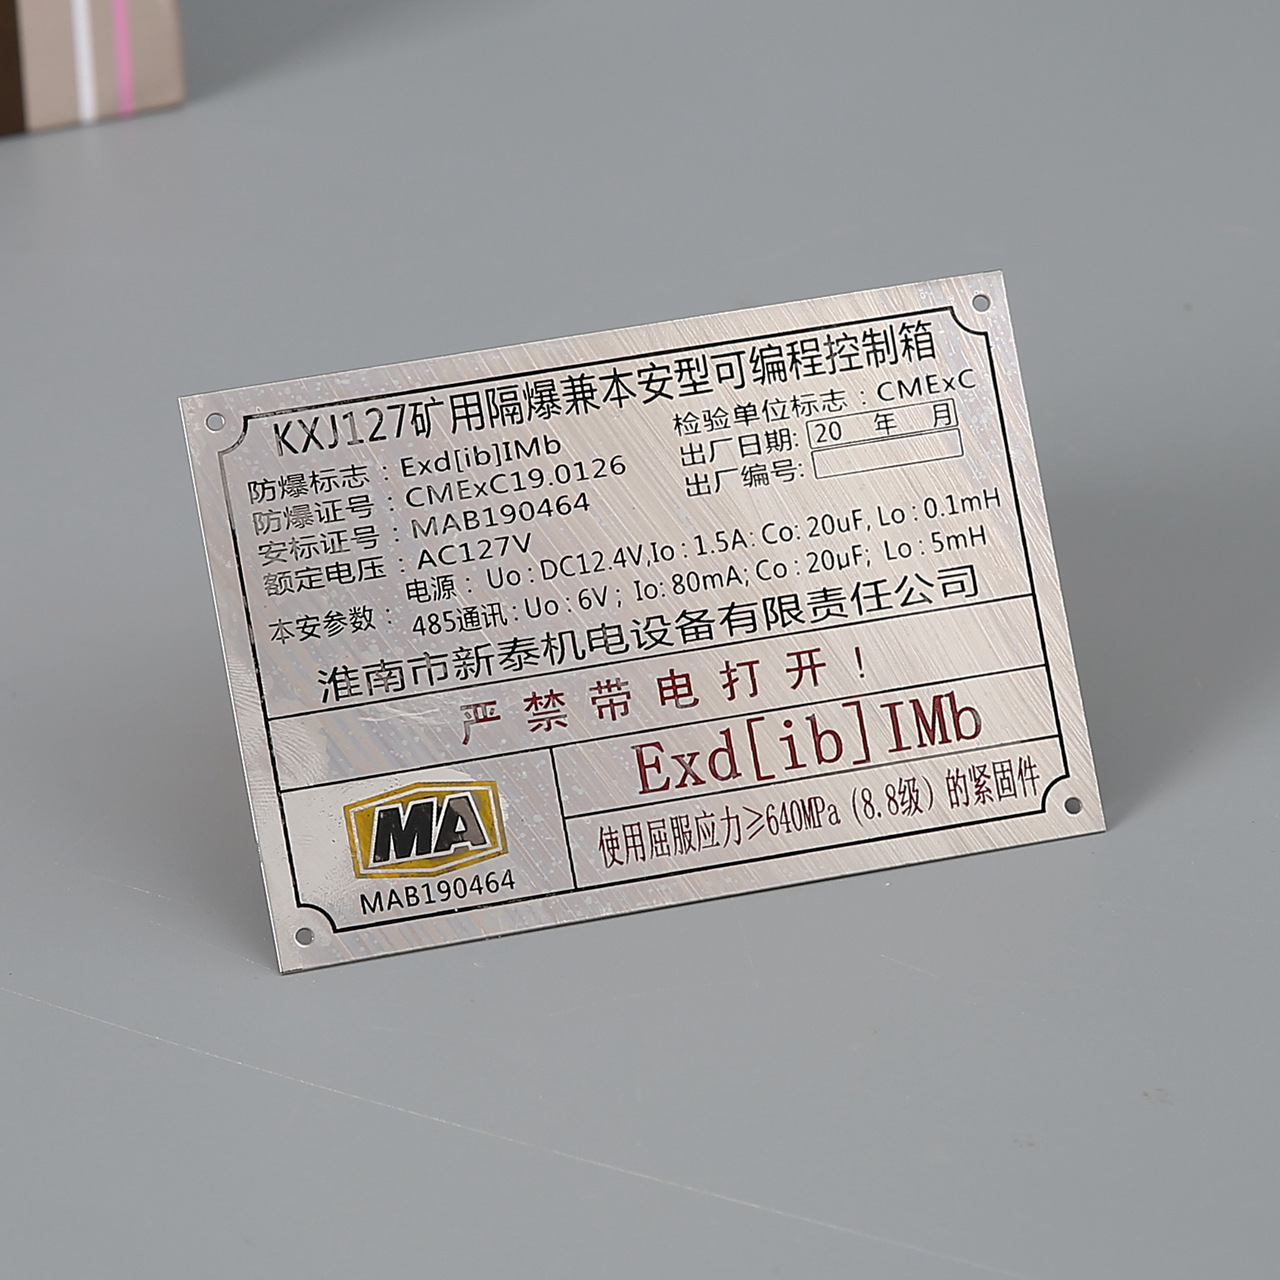 KXJ127矿用隔爆兼本安型可编程控制箱
防爆标志：Exd[ib]IMb
检验单位标志：CMExC
防爆证号：CMExC19.0126
出厂日期: 20 年 月
安标证号：MAB190464
出厂编号:
额定电压：AC127V
本安参数：
电源：Uo:DC12.4V,Io:1.5A:Co:20uF,Lo:0.1mH
485通讯:Uo:6V; Io:80mA;Co:20μF; Lo:5mH
淮南市新泰机电设备有限责任公司
严禁带电打开！
Exd[ib]IMb
使用屈服应力≥640MPa（8.8级）的紧固件
MA
MAB190464